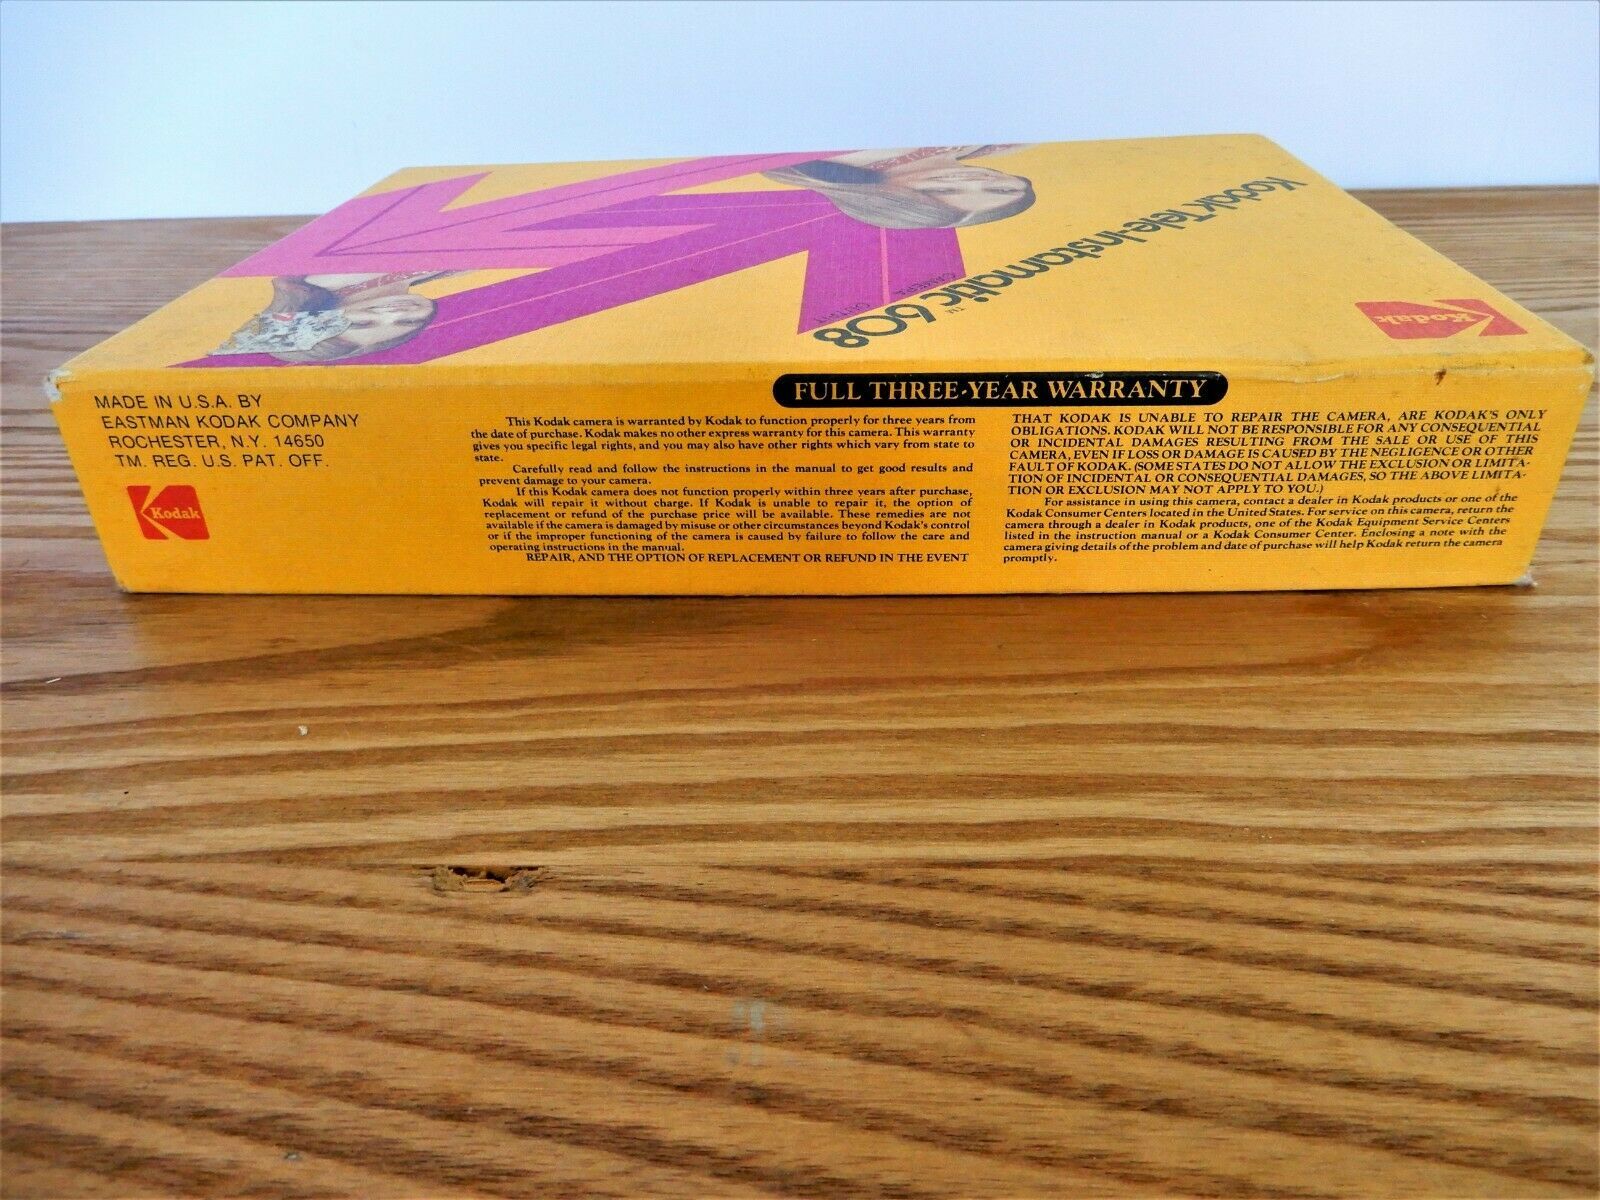 Kodak Tele-Instamatic™ 608
CAMERA OUTFIT
Kodak
MADE IN U.S.A. BY
EASTMAN KODAK COMPANY
ROCHESTER, N.Y. 14650
TM. REG. U.S. PAT. OFF.
Kodak
FULL THREE-YEAR WARRANTY
This Kodak camera is warranted by Kodak to function properly for three years from
the date of purchase. Kodak makes no other express warranty for this camera. This warranty
gives you specific legal rights, and you may also have other rights which vary from state to
state.
Carefully read and follow the instructions in the manual to get good results and
prevent damage to your camera.
If this Kodak camera does not function properly within three years after purchase,
Kodak will repair it without charge. If Kodak is unable to repair it, the option of
replacement or refund of the purchase price will be available. These remedies are not
available if the camera is damaged by misuse or other circumstances beyond Kodak's control
or if the improper functioning of the camera is caused by failure to follow the care and
operating instructions in the manual.
REPAIR, AND THE OPTION OF REPLACEMENT OR REFUND IN THE EVENT
THAT KODAK IS UNABLE TO REPAIR THE CAMERA, ARE KODAK'S ONLY
OBLIGATIONS. KODAK WILL NOT BE RESPONSIBLE FOR ANY CONSEQUENTIAL
OR INCIDENTAL DAMAGES RESULTING FROM THE SALE OR USE OF THIS
CAMERA, EVEN IF LOSS OR DAMAGE IS CAUSED BY THE NEGLIGENCE OR OTHER
FAULT OF KODAK. (SOME STATES DO NOT ALLOW THE EXCLUSION OR LIMITA-
TION OF INCIDENTAL OR CONSEQUENTIAL DAMAGES, SO THE ABOVE LIMITA-
TION OR EXCLUSION MAY NOT APPLY TO YOU.)
For assistance in using this camera, contact a dealer in Kodak products or one of the
Kodak Consumer Centers located in the United States. For service on this camera, return the
camera through a dealer in Kodak products, one of the Kodak Equipment Service Centers
listed in the instruction manual or a Kodak Consumer Center. Enclosing a note with the
camera giving details of the problem and date of purchase will help Kodak return the camera
promptly.